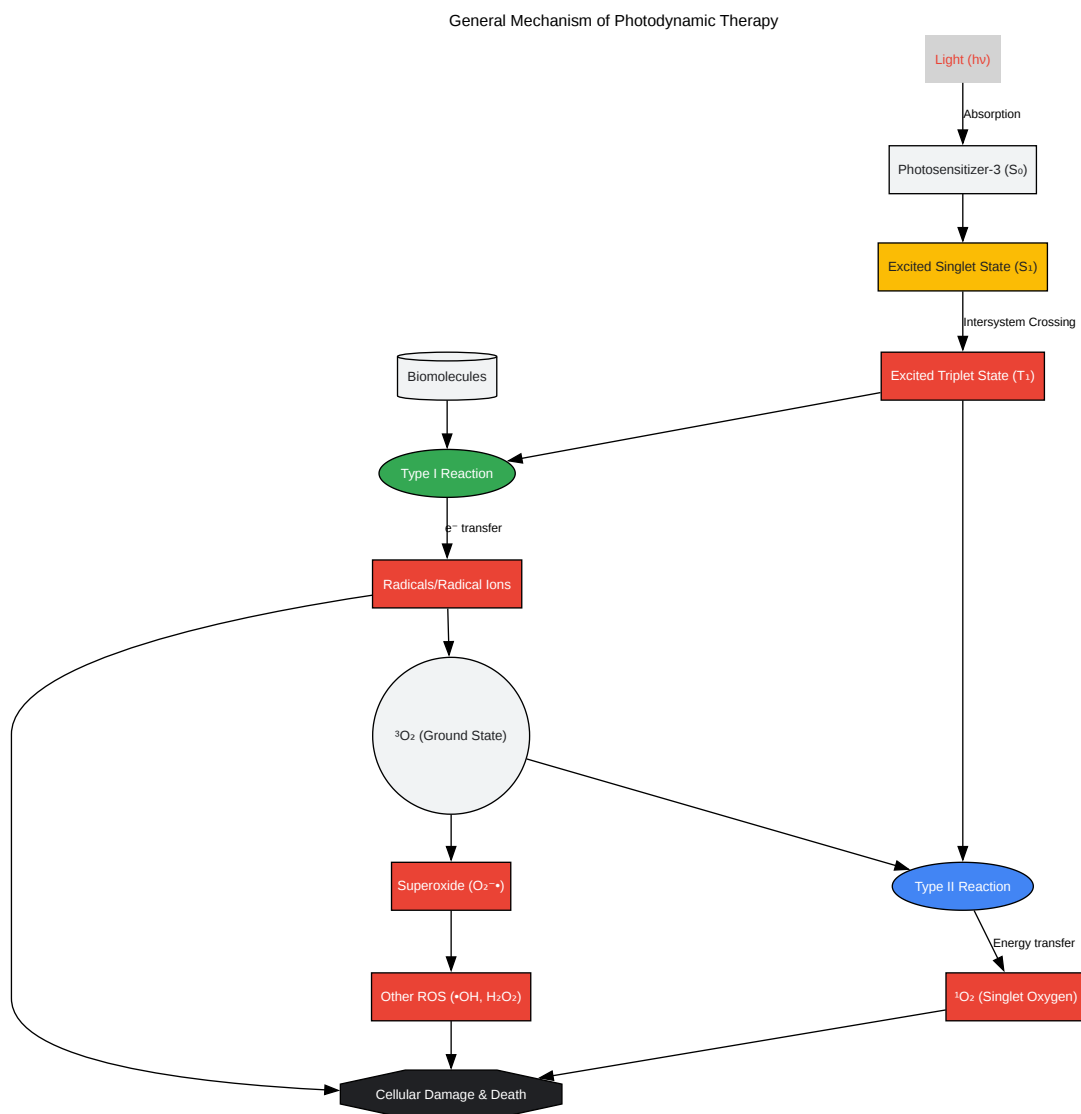 General Mechanism of Photodynamic Therapy
Light (hν)
Absorption
Photosensitizer-3 (S₀)
Excited Singlet State (S₁)
Intersystem Crossing
Biomolecules
Excited Triplet State (T₁)
Type I Reaction
e⁻ transfer
Radicals/Radical Ions
³O₂ (Ground State)
Superoxide (O₂⁻•)
Type II Reaction
Energy transfer
Other ROS (•OH, H₂O₂)
¹O₂ (Singlet Oxygen)
Cellular Damage & Death